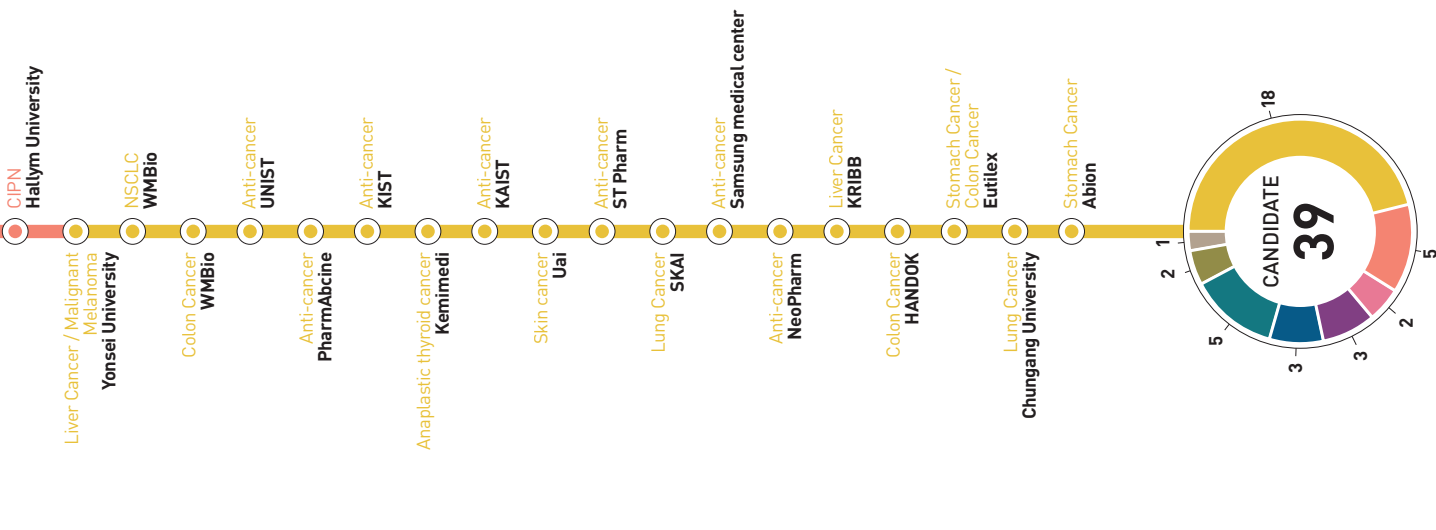 CIPN
Hallym University
Liver Cancer / Malignant
Melanoma
Yonsei University
NSCLC
WMBio
Colon Cancer
WMBio
Anti-cancer
UNIST
Anti-cancer
PharmAbcine
Anti-cancer
KIST
Anaplastic thyroid cancer
Kemimedi
Anti-cancer
KAIST
Skin cancer
Uai
Anti-cancer
ST Pharm
Lung Cancer
SKAI
Anti-cancer
Samsung medical center
Anti-cancer
NeoPharm
Liver Cancer
KRIBB
Colon Cancer
HANDOK
Stomach Cancer /
Colon Cancer
Eutilex
Lung Cancer
Chungang University
Stomach Cancer
Abion
CANDIDATE
39
18
5
2
3
3
5
2
1